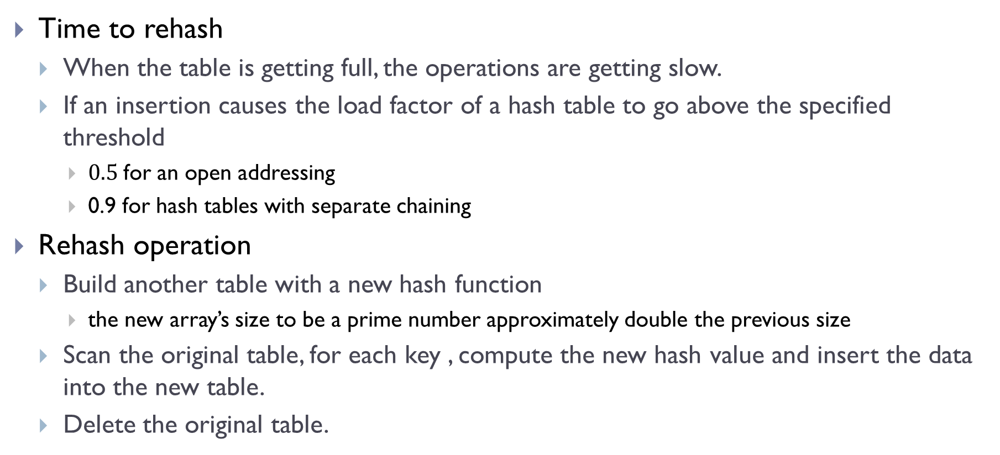 Time to rehash
When the table is getting full, the operations are getting slow.
If an insertion causes the load factor of a hash table to go above the specified
threshold
0.5 for an open addressing
0.9 for hash tables with separate chaining
Rehash operation
Build another table with a new hash function
the new array’s size to be a prime number approximately double the previous size
Scan the original table, for each key , compute the new hash value and insert the data
into the new table.
Delete the original table.